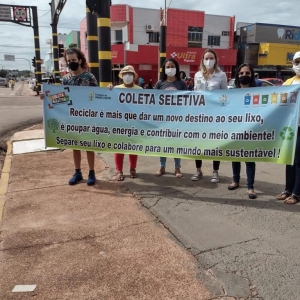 COLETA SELETIVA
Reciclar é mais que dar um novo destino ao seu lixo,
é poupar água, energia e contribuir com o meio ambiente!
Separe seu lixo e colabore para um mundo mais sustentável!
ultra